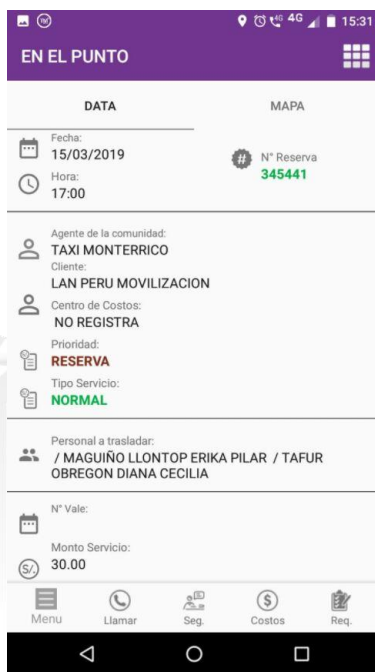 4G 4G 15:31
EN EL PUNTO
DATA MAPA
Fecha:
15/03/2019
N° Reserva
345441
Hora:
17:00
Agente de la comunidad:
TAXI MONTERRICO
Cliente:
LAN PERU MOVILIZACION
Centro de Costos:
NO REGISTRA
Prioridad:
RESERVA
Tipo Servicio:
NORMAL
Personal a trasladar:
/ MAGUIÑO LLONTOP ERIKA PILAR / TAFUR
OBREGON DIANA CECILIA
N° Vale:
Monto Servicio:
S/. 30.00
Menu Llamar Seg. Costos Req.